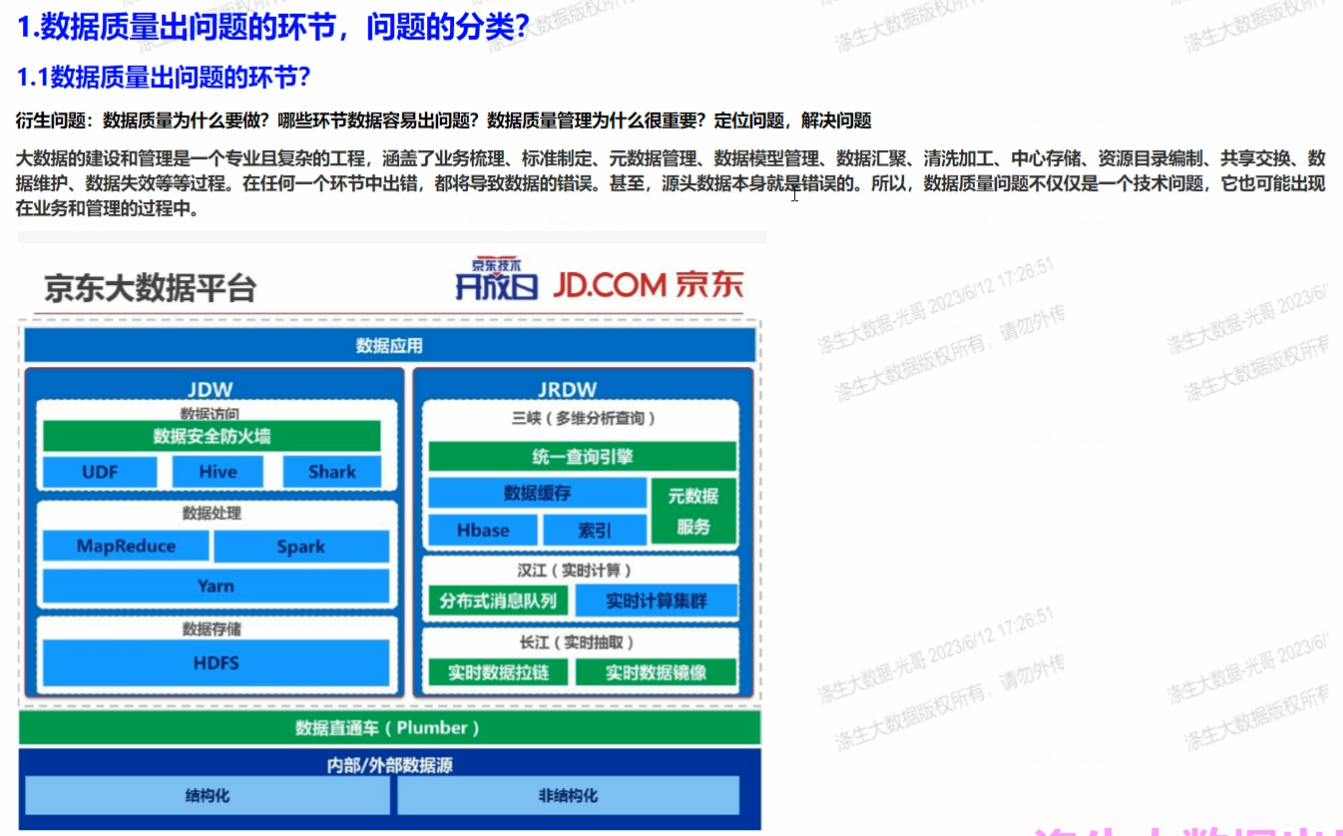 1.数据质量出问题的环节，问题的分类？
1.1数据质量出问题的环节？
衍生问题：数据质量为什么要做？哪些环节数据容易出问题？数据质量管理为什么很重要？定位问题，解决问题
大数据的建设和管理是一个专业且复杂的工程，涵盖了业务梳理、标准制定、元数据管理、数据模型管理、数据汇聚、清洗加工、中心存储、资源目录编制、共享交换、数
据维护、数据失效等等过程。在任何一个环节中出错，都将导致数据的错误。甚至，源头数据本身就是错误的。所以，数据质量问题不仅仅是一个技术问题，它也可能出现
在业务和管理的过程中。
京东大数据平台
京东技术
开放日
JD.COM 京东
数据应用
JDW
数据访问
数据安全防火墙
UDF
Hive
Shark
数据处理
MapReduce
Spark
Yarn
数据存储
HDFS
JRDW
三峡（多维分析查询）
统一查询引擎
数据缓存
元数据
服务
Hbase
索引
汉江（实时计算）
分布式消息队列
实时计算集群
长江（实时抽取）
实时数据拉链
实时数据镜像
数据直通车（Plumber）
内部/外部数据源
结构化
非结构化
涤生大数据-光哥 2023/6/12 17:26:51
涤生大数据版权所有，请勿外传
涤生大数据-光哥 2023/6/
涤生大数据版权所有
涤生大数据-光哥 2023/6/12 17:26:51
涤生大数据版权所有，请勿外传
涤生大数据-光哥 2023/6/
涤生大数据版权所有